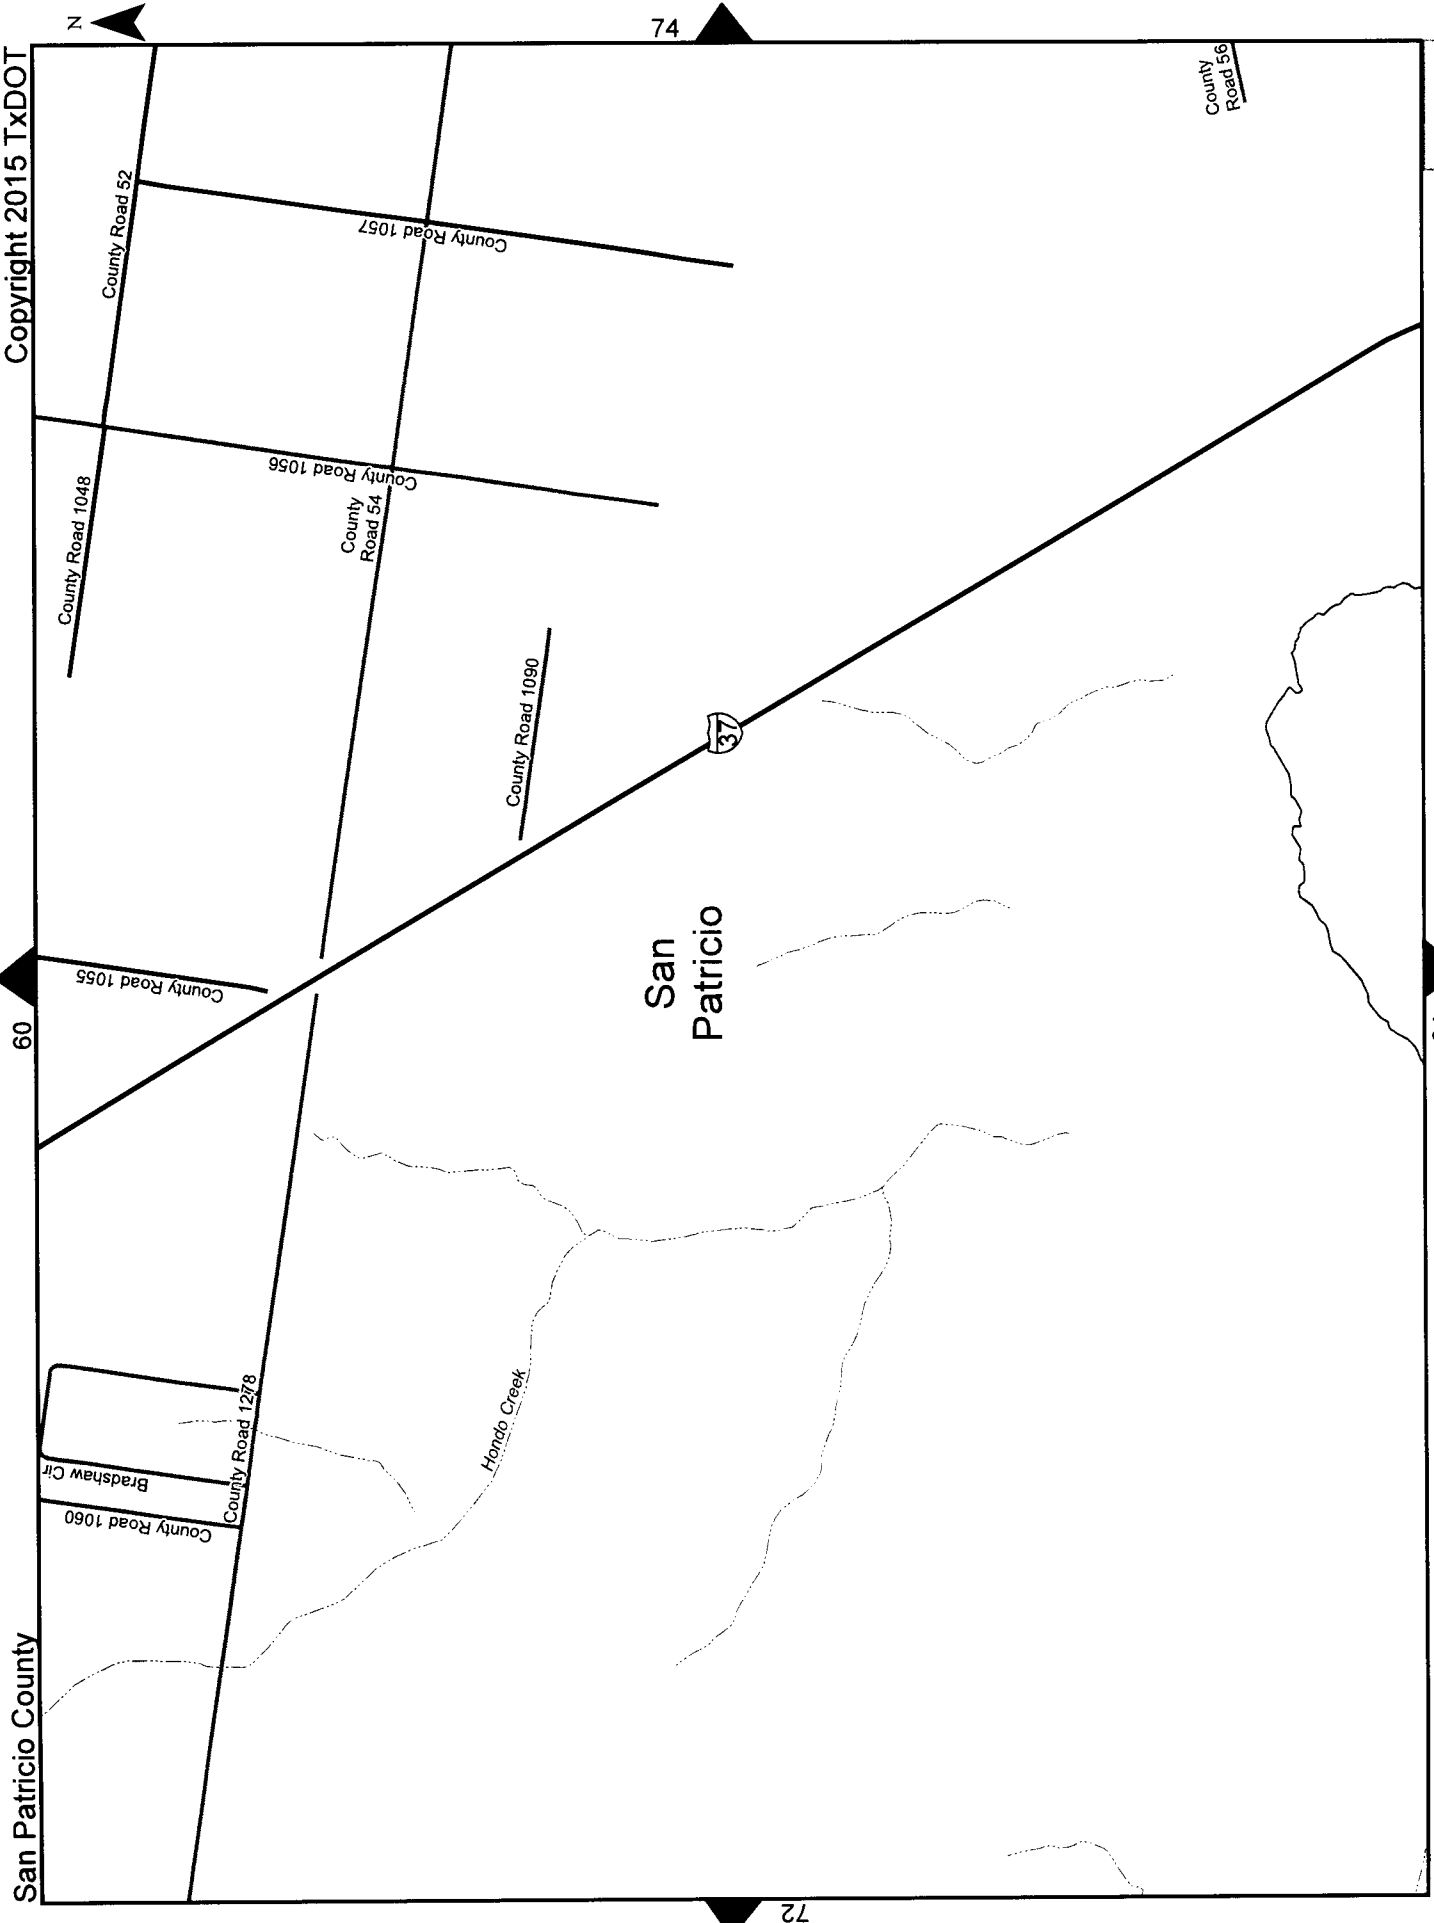 San Patricio County
Copyright 2015 TxDOT
60
N
74
72
County Road 1060
Bradshaw Cir
County Road 1278
County Road 1055
County Road 1048
County Road 52
County Road 1056
County
Road 54
County Road 1057
County Road 1090
37
Hondo Creek
San
Patricio
County
Road 56